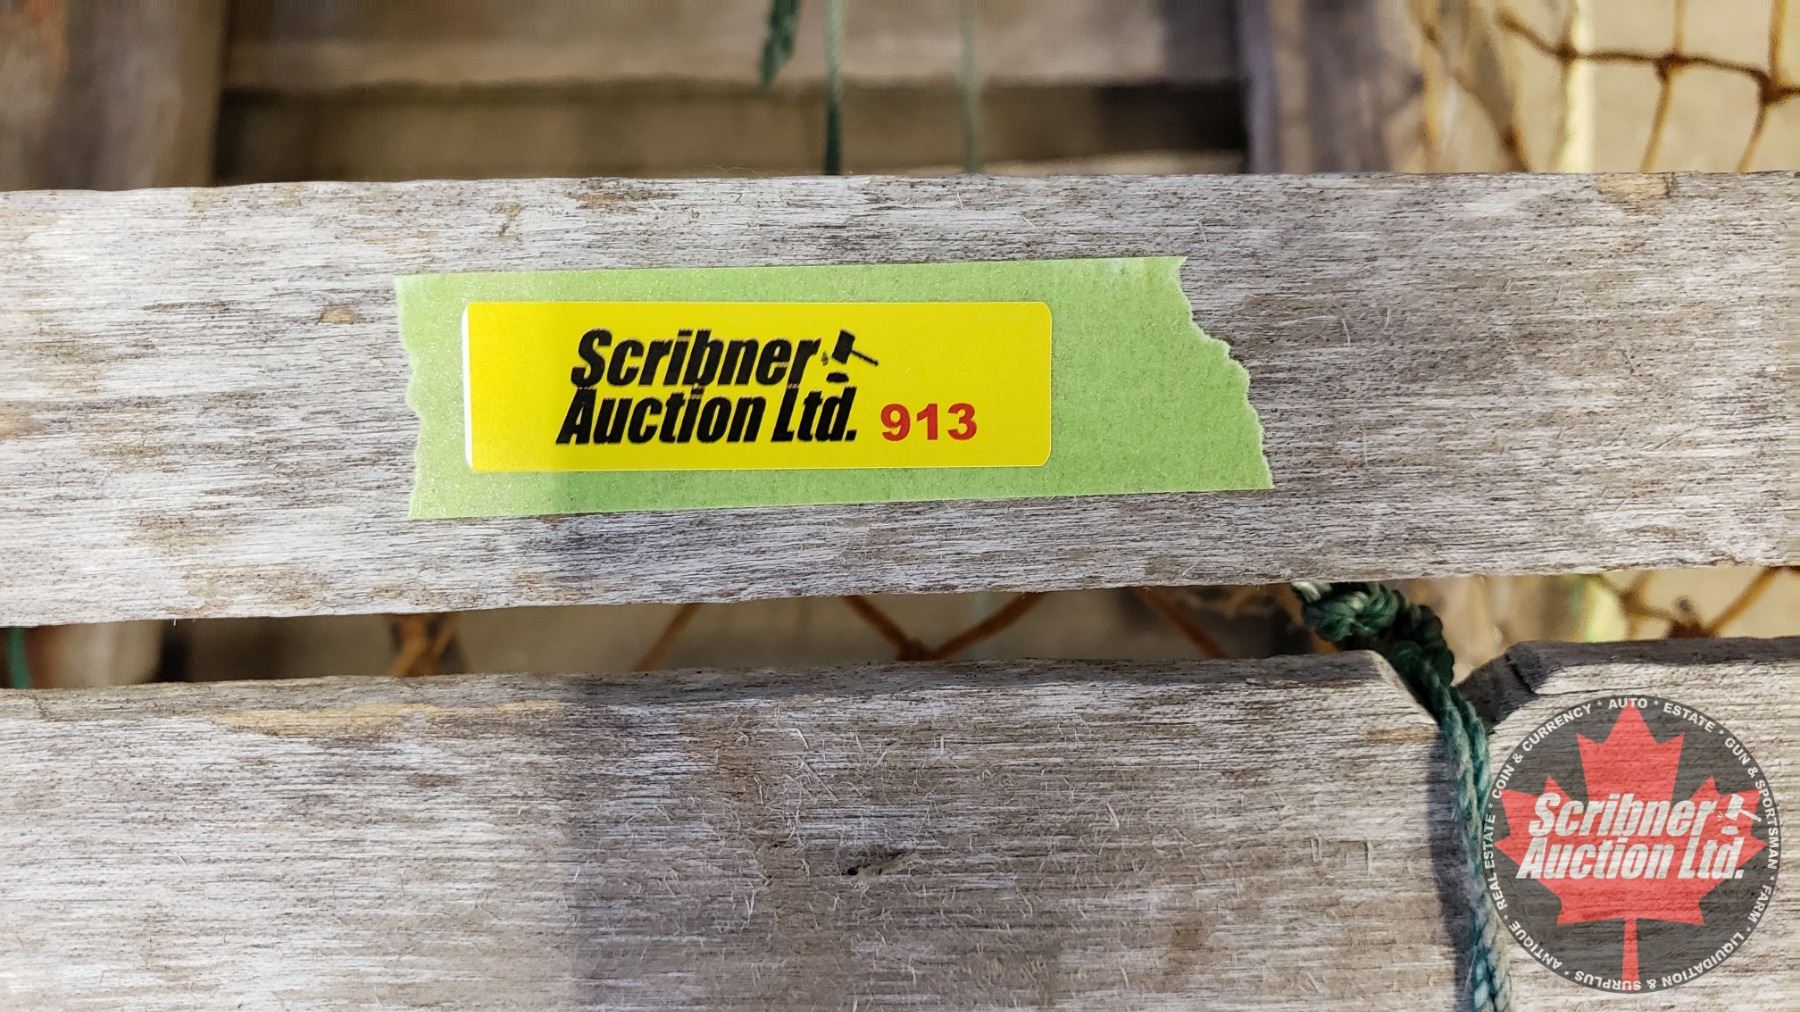 Scribner
Auction Ltd. 913
COIN & CURRENCY * AUTO * ESTATE * GUN & SPORTSMAN * FARM * LIQUIDATION & SURPLUS * ANTIQUE * REAL ESTATE *
Scribner
Auction Ltd.